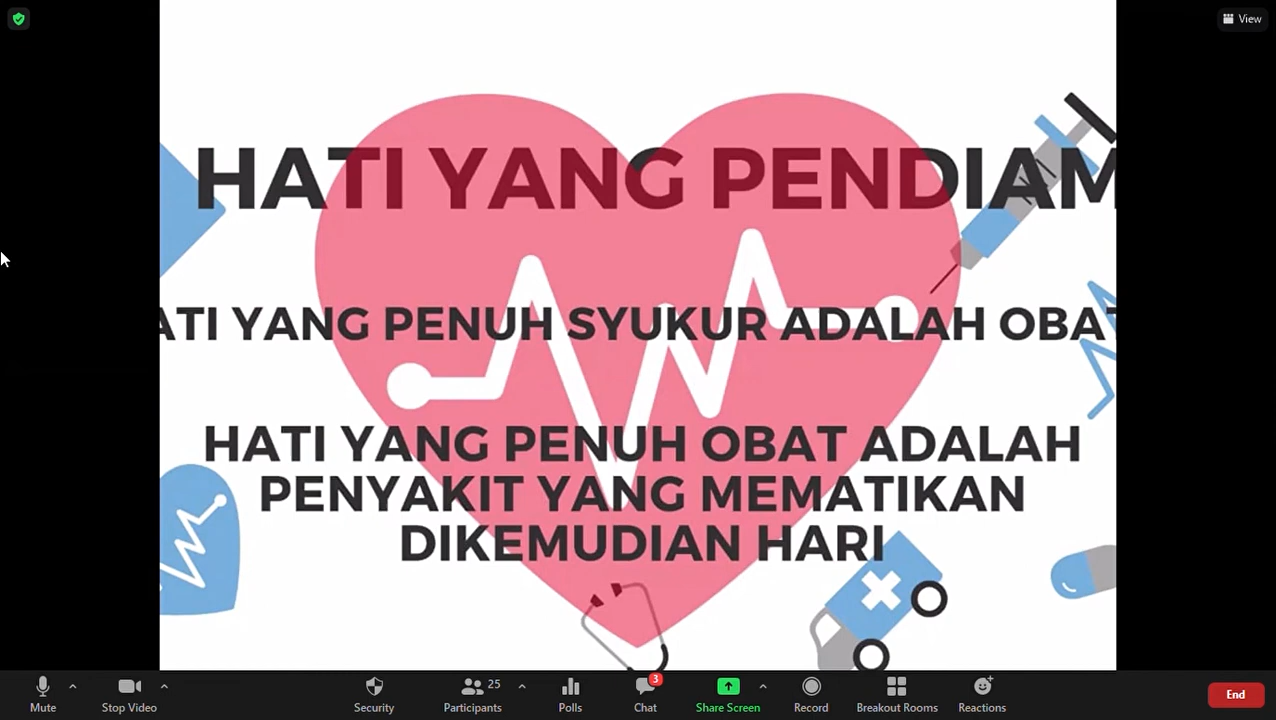 View
HATI YANG PENDIAM
ATI YANG PENUH SYUKUR ADALAH OBAT
HATI YANG PENUH OBAT ADALAH
PENYAKIT YANG MEMATIKAN
DIKEMUDIAN HARI
Mute
Stop Video
Security
25
Participants
Polls
3
Chat
Share Screen
Record
Breakout Rooms
Reactions
End